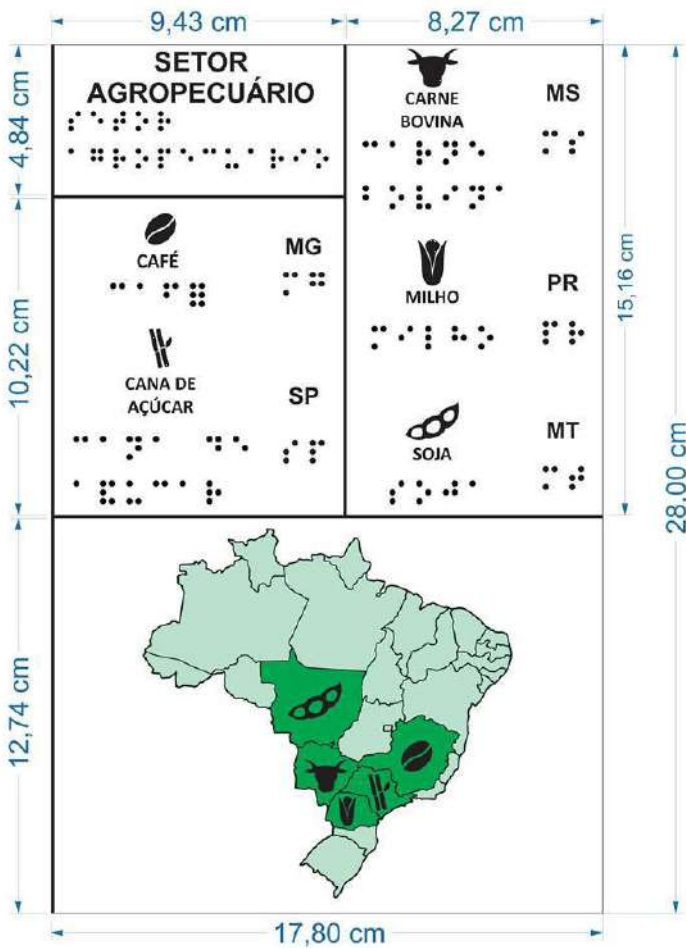 9,43 cm
8,27 cm
4,84 cm
SETOR
AGROPECUÁRIO
⠎⠑⠞⠕⠗
⠁⠛⠗⠕⠏⠑⠉⠥⠁⠗⠊⠕
CARNE
BOVINA
MS
⠉⠁⠗⠝⠑
⠃⠕⠧⠊⠝⠁
⠍⠎
10,22 cm
CAFÉ
MG
⠉⠁⠋⠿
⠍⠛
CANA DE
AÇÚCAR
SP
⠉⠁⠝⠁ ⠙⠑
⠁⠯⠥⠉⠁⠗
⠎⠏
MILHO
PR
⠍⠊⠇⠓⠕
⠏⠗
SOJA
MT
⠎⠕⠚⠁
⠍⠞
15,16 cm
28,00 cm
12,74 cm
17,80 cm